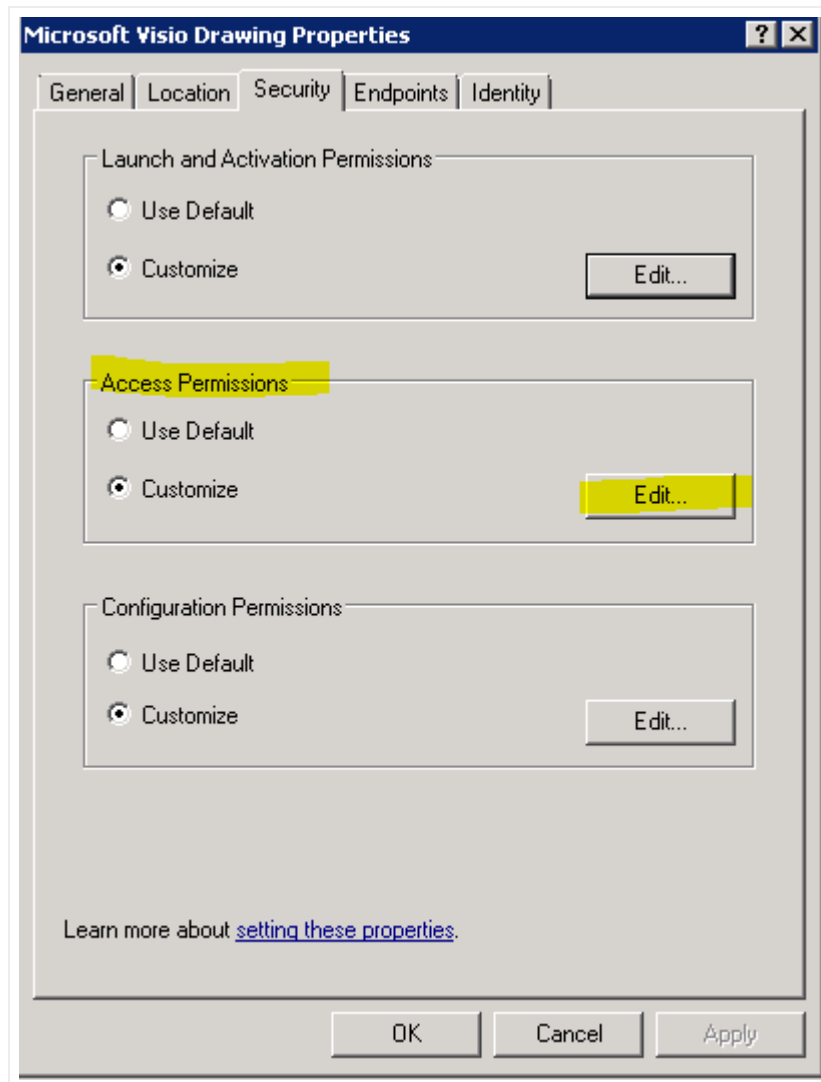 Microsoft Visio Drawing Properties
General Location Security Endpoints Identity
Launch and Activation Permissions
Use Default
Customize
Edit...
Access Permissions
Use Default
Customize
Edit...
Configuration Permissions
Use Default
Customize
Edit...
Learn more about setting these properties.
OK Cancel Apply